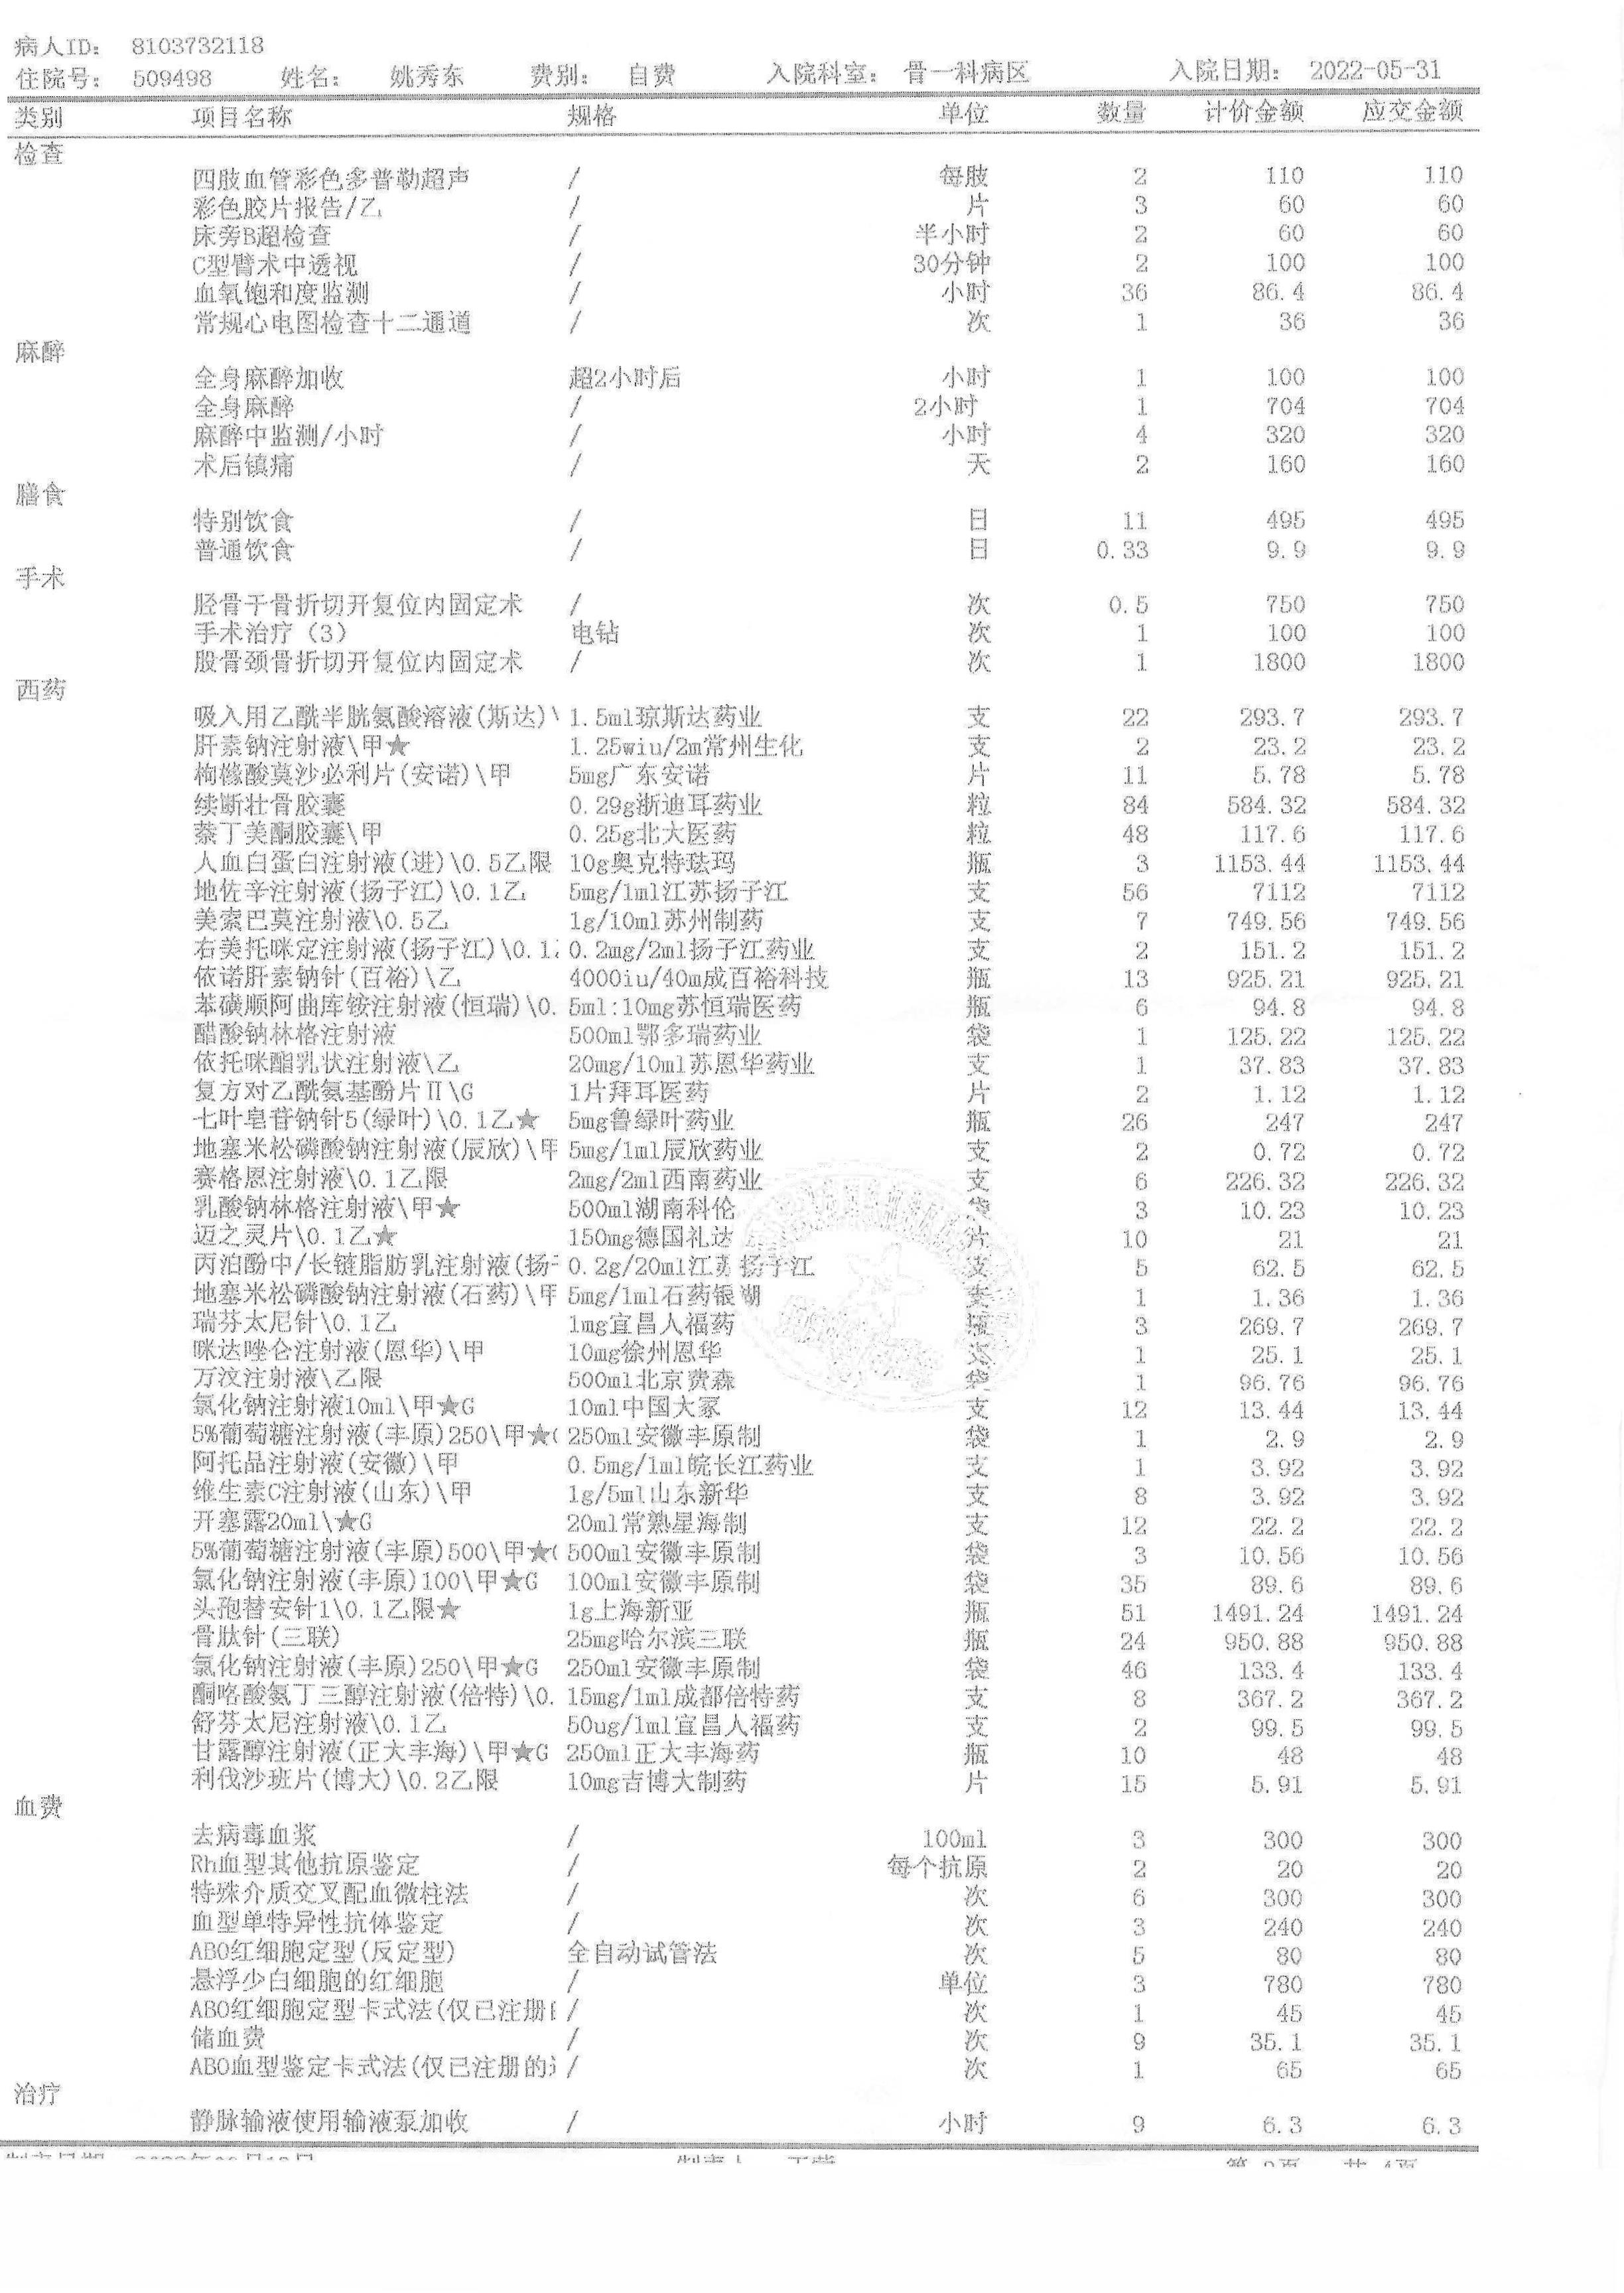 病人ID： 8103732118
住院号： 509498 姓名： 姚秀东 费别： 自费 入院科室： 骨一科病区 入院日期： 2022-05-31
类别 项目名称 规格 单位 数量 计价金额 应交金额
检查
四肢血管彩色多普勒超声 / 每肢 2 110 110
彩色胶片报告/乙 / 片 3 60 60
床旁B超检查 / 半小时 2 60 60
C型臂术中透视 / 30分钟 2 100 100
血氧饱和度监测 / 小时 36 86.4 86.4
常规心电图检查十二通道 / 次 1 36 36
麻醉
全身麻醉加收 超2小时后 小时 1 100 100
全身麻醉 / 2小时 1 704 704
麻醉中监测/小时 / 小时 4 320 320
术后镇痛 / 天 2 160 160
膳食
特别饮食 / 日 11 495 495
普通饮食 / 日 0.33 9.9 9.9
手术
胫骨干骨折切开复位内固定术 / 次 0.5 750 750
手术治疗（3） 电钻 次 1 100 100
股骨颈骨折切开复位内固定术 / 次 1 1800 1800
西药
吸入用乙酰半胱氨酸溶液(斯达)\ 1.5ml琼斯达药业 支 22 293.7 293.7
肝素钠注射液\甲★ 1.25wiu/2m常州生化 支 2 23.2 23.2
枸橼酸莫沙必利片(安诺)\甲 5mg广东安诺 片 11 5.78 5.78
续断壮骨胶囊 0.29g浙迪耳药业 粒 84 584.32 584.32
萘丁美酮胶囊\甲 0.25g北大医药 粒 48 117.6 117.6
人血白蛋白注射液(进)\0.5乙限 10g奥克特珐玛 瓶 3 1153.44 1153.44
地佐辛注射液(扬子江)\0.1乙 5mg/1ml江苏扬子江 支 56 7112 7112
美索巴莫注射液\0.5乙 1g/10ml苏州制药 支 7 749.56 749.56
右美托咪定注射液(扬子江)\0.1 0.2mg/2ml扬子江药业 支 2 151.2 151.2
依诺肝素钠针(百裕)\乙 4000iu/40m成百裕科技 瓶 13 925.21 925.21
苯磺顺阿曲库铵注射液(恒瑞)\0. 5ml:10mg苏恒瑞医药 瓶 6 94.8 94.8
醋酸钠林格注射液 500ml鄂多瑞药业 袋 1 125.22 125.22
依托咪酯乳状注射液\乙 20mg/10ml苏恩华药业 支 1 37.83 37.83
复方对乙酰氨基酚片Ⅱ\G 1片拜耳医药 片 2 1.12 1.12
七叶皂苷钠针5(绿叶)\0.1乙★ 5mg鲁绿叶药业 瓶 26 247 247
地塞米松磷酸钠注射液(辰欣)\甲 5mg/1ml辰欣药业 支 2 0.72 0.72
赛格恩注射液\0.1乙限 2mg/2ml西南药业 支 6 226.32 226.32
乳酸钠林格注射液\甲★ 500ml湖南科伦 袋 3 10.23 10.23
迈之灵片\0.1乙★ 150mg德国礼达 片 10 21 21
丙泊酚中/长链脂肪乳注射液(扬 0.2g/20ml江苏扬子江 支 5 62.5 62.5
地塞米松磷酸钠注射液(石药)\甲 5mg/1ml石药银湖 支 1 1.36 1.36
瑞芬太尼针\0.1乙 1mg宜昌人福药 瓶 3 269.7 269.7
咪达唑仑注射液(恩华)\甲 10mg徐州恩华 支 1 25.1 25.1
万汶注射液\乙限 500ml北京费森 袋 1 96.76 96.76
氯化钠注射液10ml\甲★G 10ml中国大冢 支 12 13.44 13.44
5%葡萄糖注射液(丰原)250\甲★ 250ml安徽丰原制 袋 1 2.9 2.9
阿托品注射液(安徽)\甲 0.5mg/1ml皖长江药业 支 1 3.92 3.92
维生素C注射液(山东)\甲 1g/5ml山东新华 支 8 3.92 3.92
开塞露20ml\★G 20ml常熟星海制 支 12 22.2 22.2
5%葡萄糖注射液(丰原)500\甲★ 500ml安徽丰原制 袋 3 10.56 10.56
氯化钠注射液(丰原)100\甲★G 100ml安徽丰原制 袋 35 89.6 89.6
头孢替安针1\0.1乙限★ 1g上海新亚 瓶 51 1491.24 1491.24
骨肽针(三联) 25mg哈尔滨三联 瓶 24 950.88 950.88
氯化钠注射液(丰原)250\甲★G 250ml安徽丰原制 袋 46 133.4 133.4
酮咯酸氨丁三醇注射液(倍特)\0. 15mg/1ml成都倍特药 支 8 367.2 367.2
舒芬太尼注射液\0.1乙 50ug/1ml宜昌人福药 支 2 99.5 99.5
甘露醇注射液(正大丰海)\甲★G 250ml正大丰海药 瓶 10 48 48
利伐沙班片(博大)\0.2乙限 10mg吉博大制药 片 15 5.91 5.91
血费
去病毒血浆 / 100ml 3 300 300
Rh血型其他抗原鉴定 / 每个抗原 2 20 20
特殊介质交叉配血微柱法 / 次 6 300 300
血型单特异性抗体鉴定 / 次 3 240 240
ABO红细胞定型(反定型) 全自动试管法 次 5 80 80
悬浮少白细胞的红细胞 / 单位 3 780 780
ABO红细胞定型卡式法(仅已注册 / 次 1 45 45
储血费 / 次 9 35.1 35.1
ABO血型鉴定卡式法(仅已注册的 / 次 1 65 65
治疗
静脉输液使用输液泵加收 / 小时 9 6.3 6.3